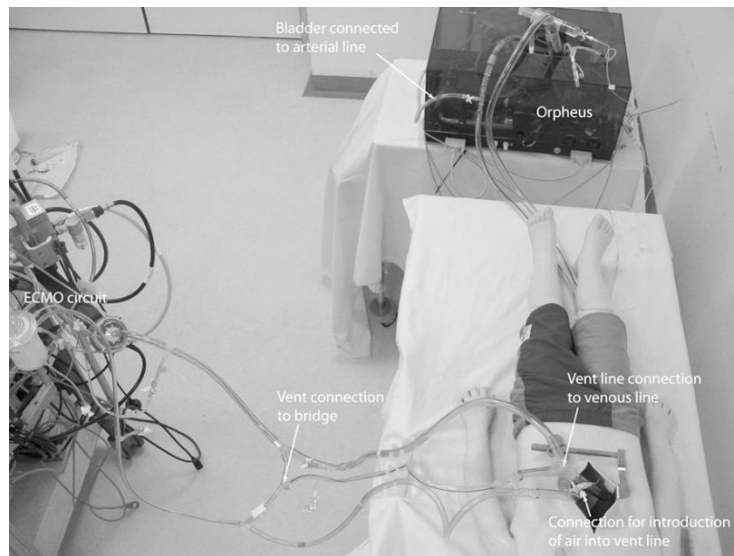 Bladder connected
to arterial line
Orpheus
ECMO circuit
Vent connection
to bridge
Vent line connection
to venous line
Connection for introduction
of air into vent line